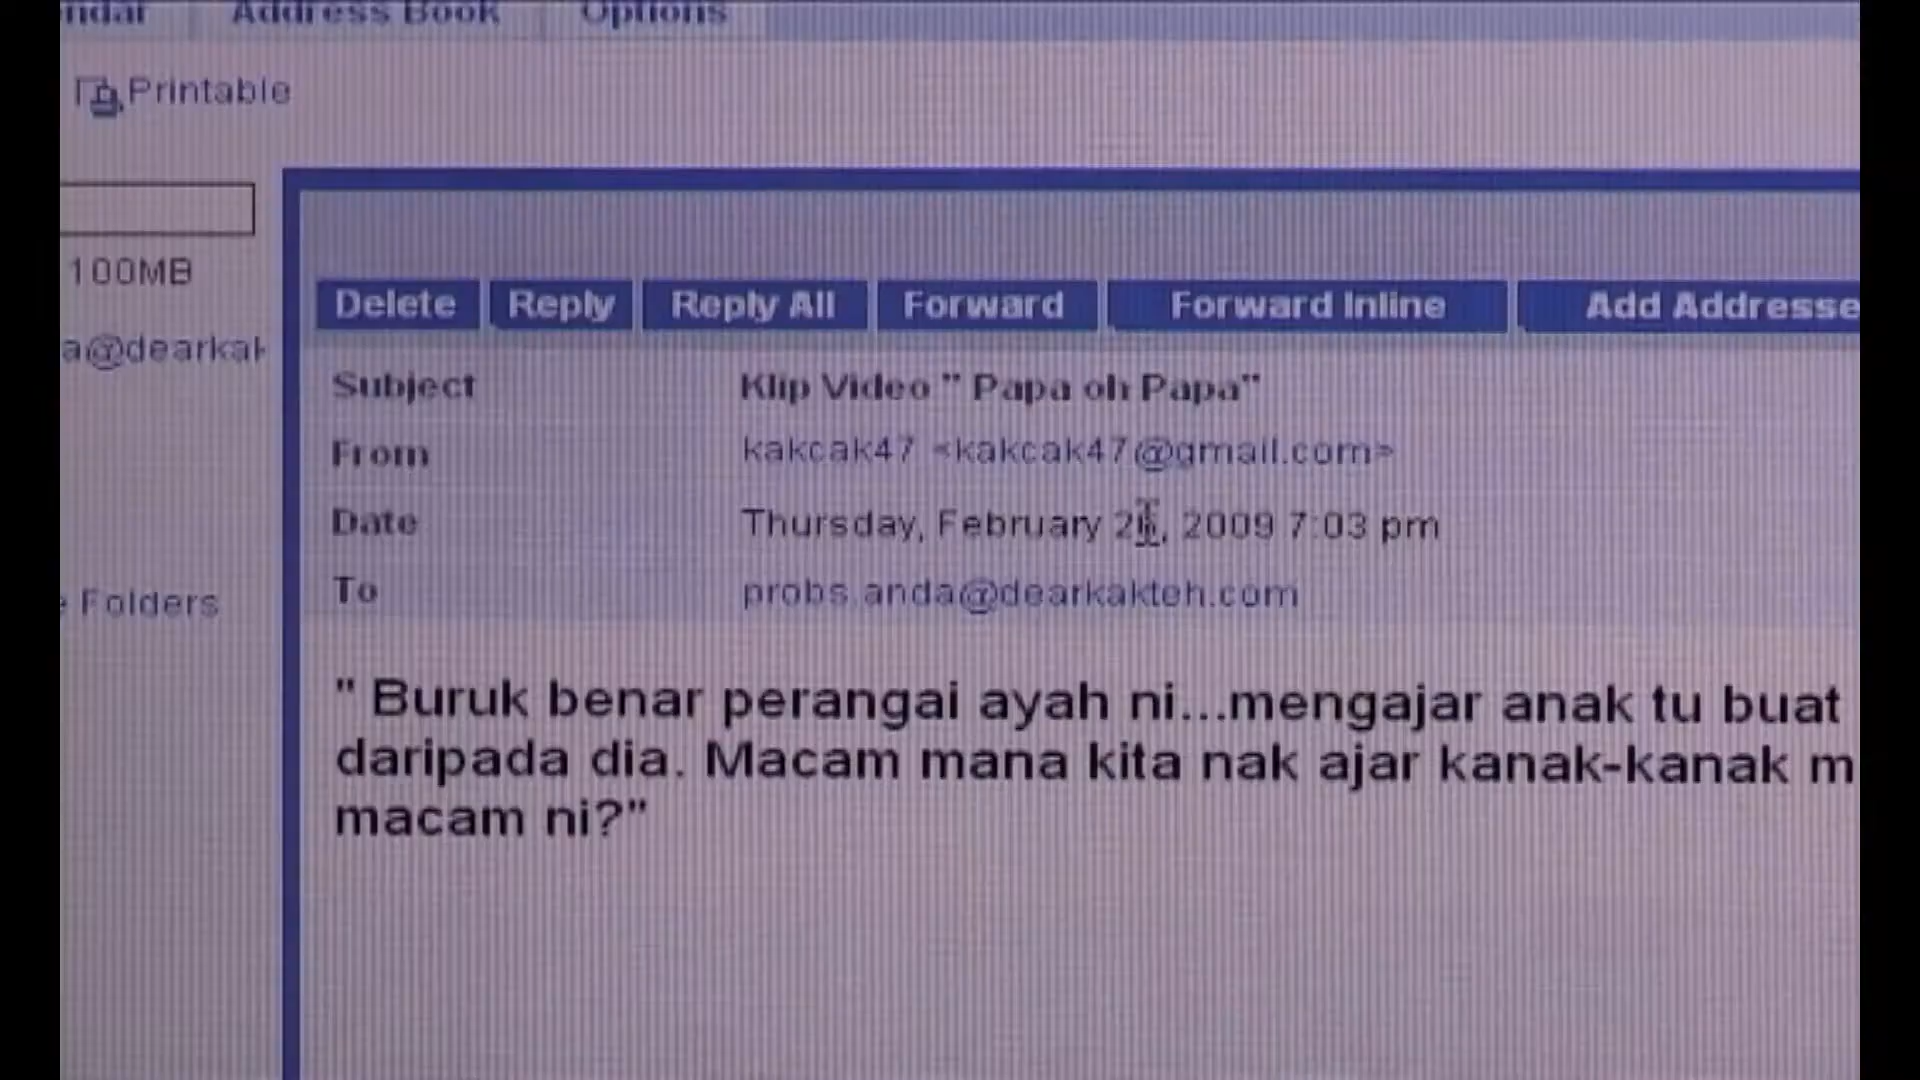 Address Book Options
Printable
100MB
a@dearkak
Folders
Delete Reply Reply All Forward Forward Inline Add Addresse
Subject Klip Video " Papa oh Papa"
From kakcak47 <kakcak47@gmail.com>
Date Thursday, February 26, 2009 7:03 pm
To probs.anda@dearkakteh.com
" Buruk benar perangai ayah ni...mengajar anak tu buat
daripada dia. Macam mana kita nak ajar kanak-kanak m
macam ni?"